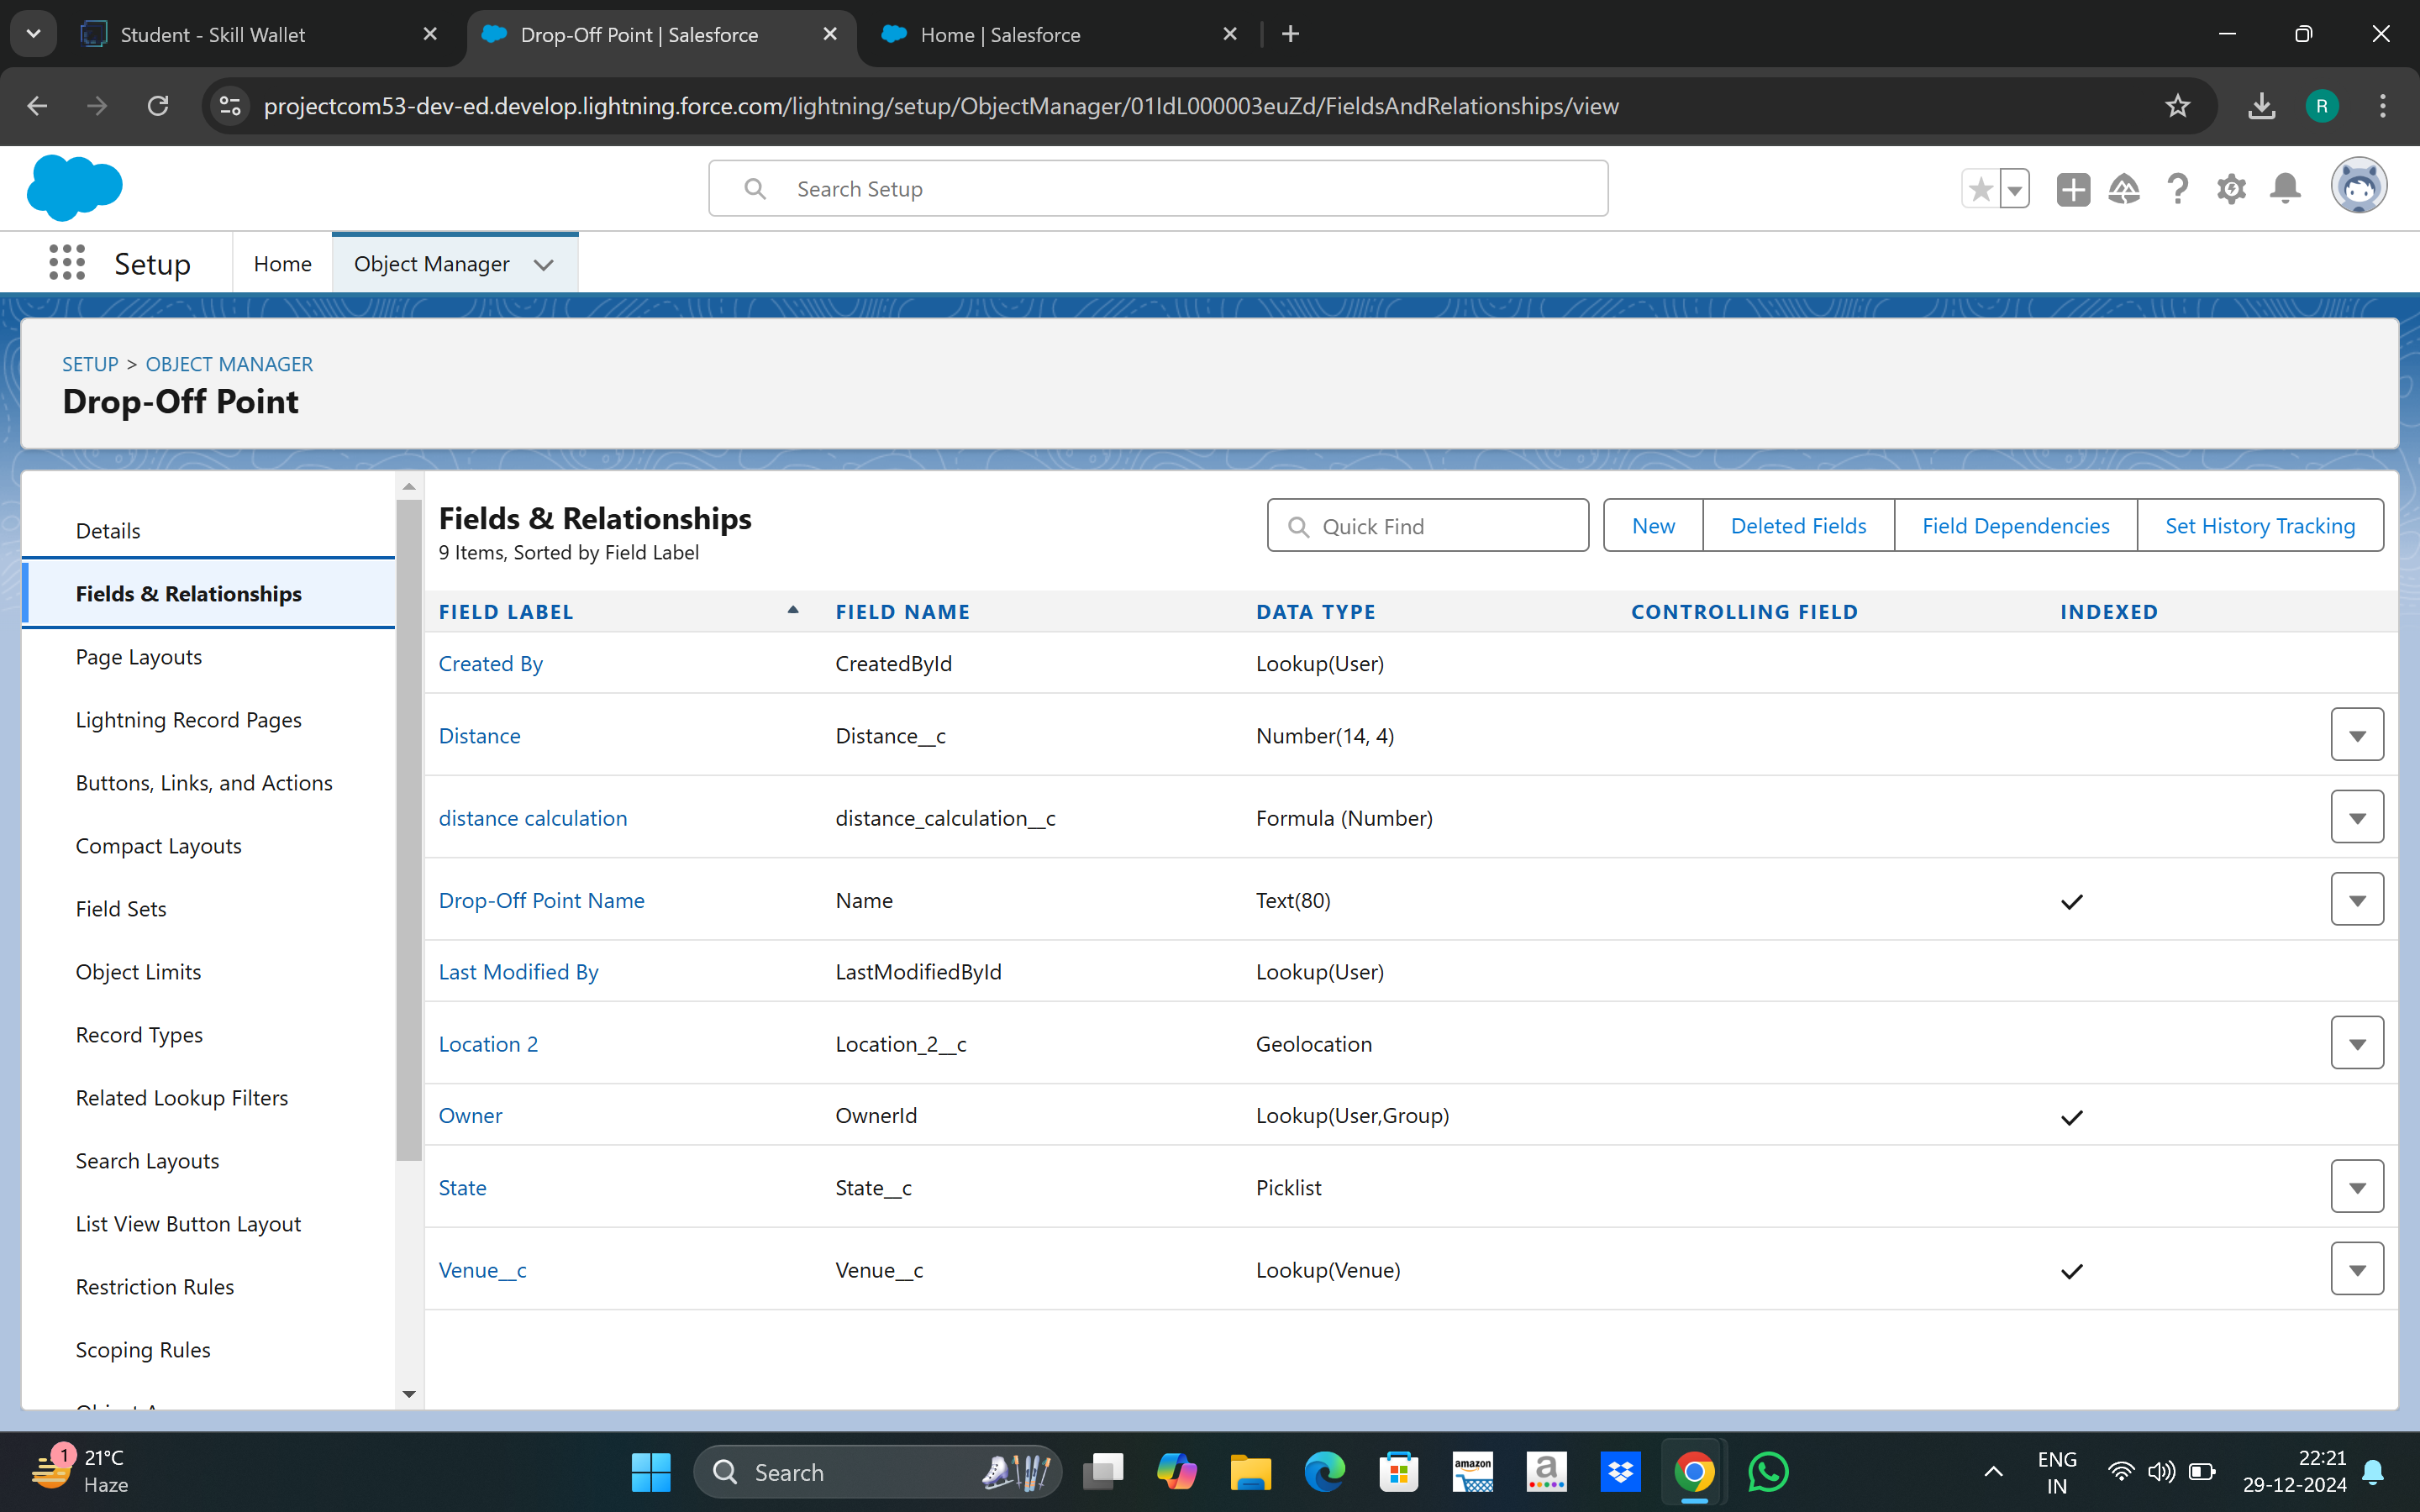 Student - Skill Wallet
Drop-Off Point | Salesforce
Home | Salesforce
projectcom53-dev-ed.develop.lightning.force.com/lightning/setup/ObjectManager/01IdL000003euZd/FieldsAndRelationships/view
R
Search Setup
Setup
Home
Object Manager
SETUP > OBJECT MANAGER
Drop-Off Point
Details
Fields & Relationships
Page Layouts
Lightning Record Pages
Buttons, Links, and Actions
Compact Layouts
Field Sets
Object Limits
Record Types
Related Lookup Filters
Search Layouts
List View Button Layout
Restriction Rules
Scoping Rules
Fields & Relationships
9 Items, Sorted by Field Label
Quick Find
New
Deleted Fields
Field Dependencies
Set History Tracking
FIELD LABEL FIELD NAME DATA TYPE CONTROLLING FIELD INDEXED
Created By CreatedById Lookup(User)
Distance Distance__c Number(14, 4)
distance calculation distance_calculation__c Formula (Number)
Drop-Off Point Name Name Text(80)
Last Modified By LastModifiedById Lookup(User)
Location 2 Location_2__c Geolocation
Owner OwnerId Lookup(User,Group)
State State__c Picklist
Venue__c Venue__c Lookup(Venue)
1
21°C
Haze
Search
amazon
a
ENG
IN
22:21
29-12-2024